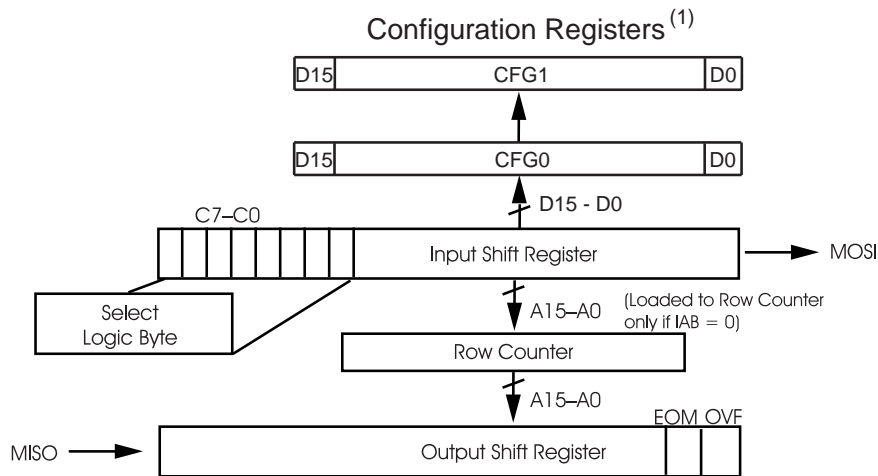 Configuration Registers(1)
D15 CFG1 D0
D15 CFG0 D0
D15 - D0
C7–C0
Input Shift Register
MOSI
Select
Logic Byte
A15–A0
(Loaded to Row Counter
only if IAB = 0)
Row Counter
A15–A0
EOM OVF
MISO
Output Shift Register